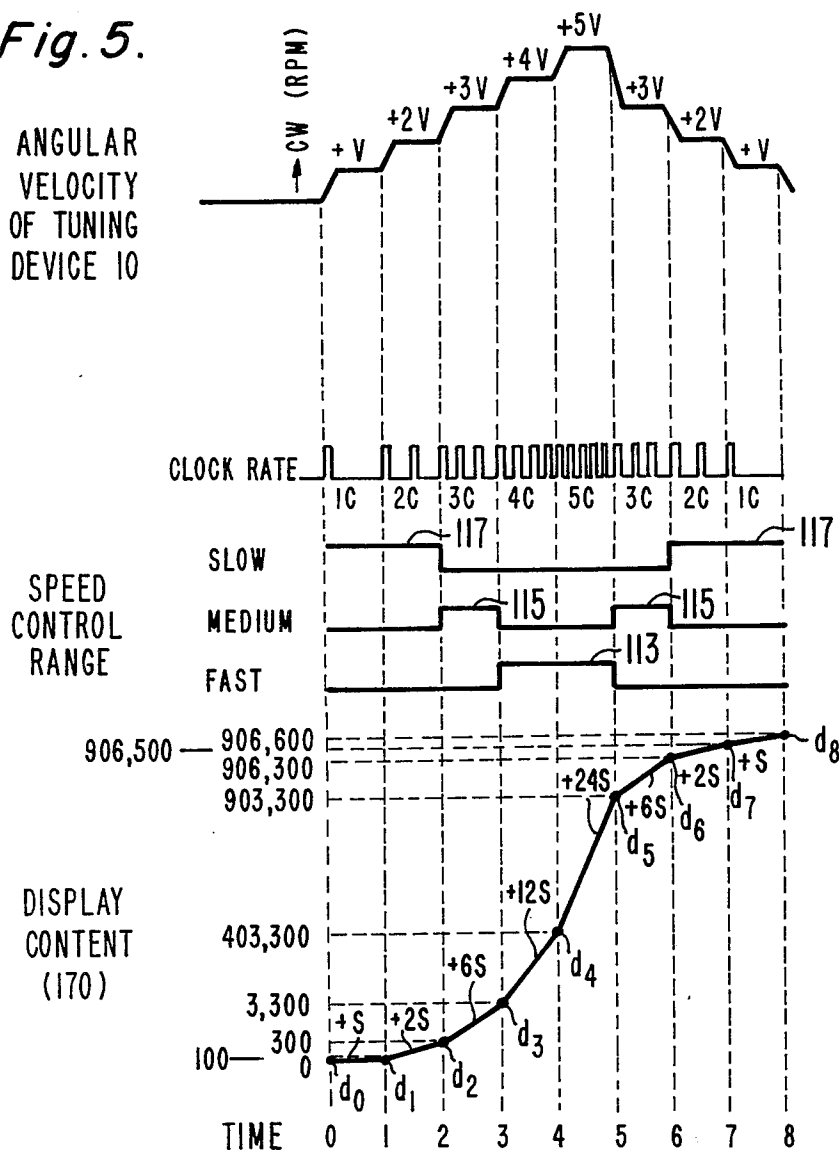 Fig. 5.
ANGULAR
VELOCITY
OF TUNING
DEVICE 10
CW (RPM)
+V
+2V
+3V
+4V
+5V
+3V
+2V
+V
CLOCK RATE
1C 2C 3C 4C 5C 3C 2C 1C
SPEED
CONTROL
RANGE
SLOW
117
117
MEDIUM
115
115
FAST
113
DISPLAY
CONTENT
(170)
906,600
906,500
906,300
903,300
403,300
3,300
300
100
0
+S
+2S
+6S
+12S
+24S
+6S
+2S
+S
d0 d1 d2 d3 d4 d5 d6 d7 d8
TIME 0 1 2 3 4 5 6 7 8